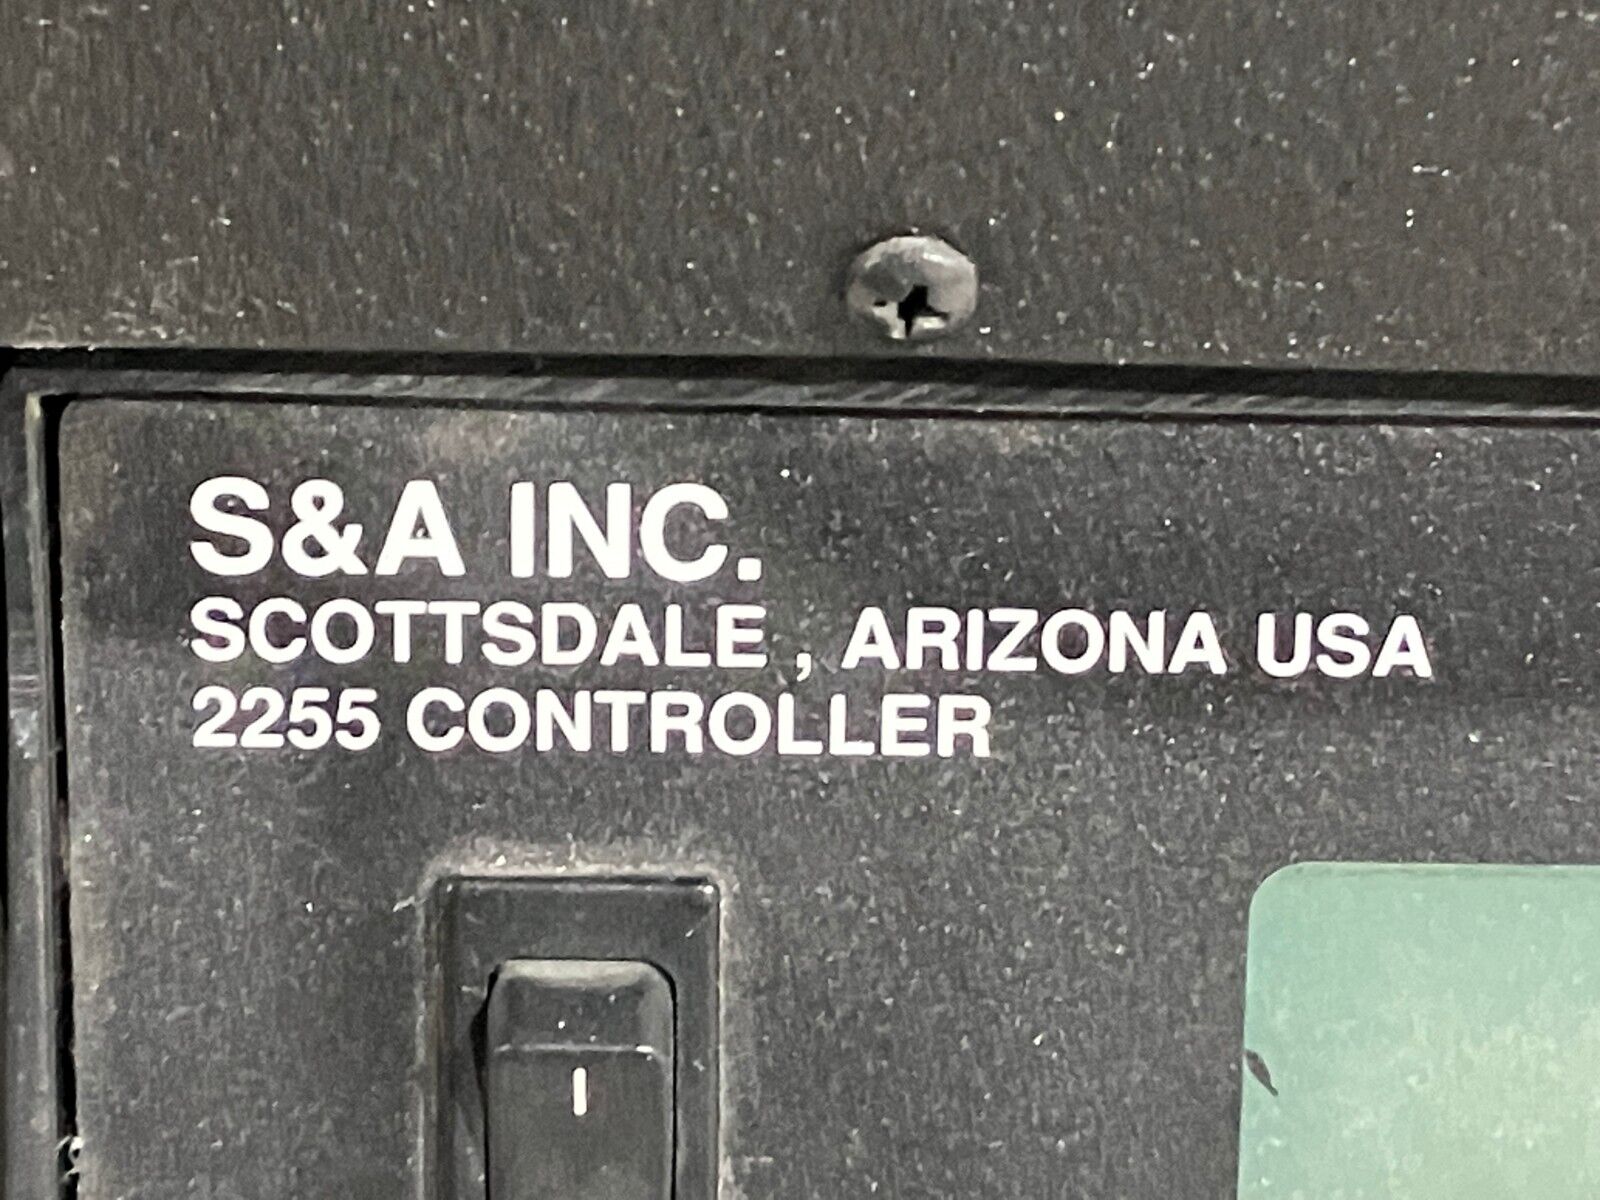 S&A INC.
SCOTTSDALE , ARIZONA USA
2255 CONTROLLER
I